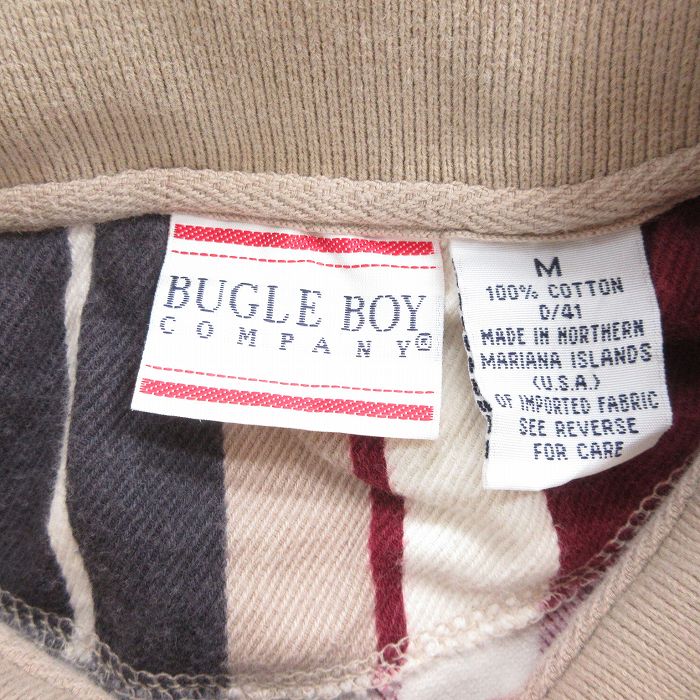 BUGLE BOY
COMPANY®
M
100% COTTON
D/41
MADE IN NORTHERN
MARIANA ISLANDS
(U.S.A.)
OF IMPORTED FABRIC
SEE REVERSE
FOR CARE